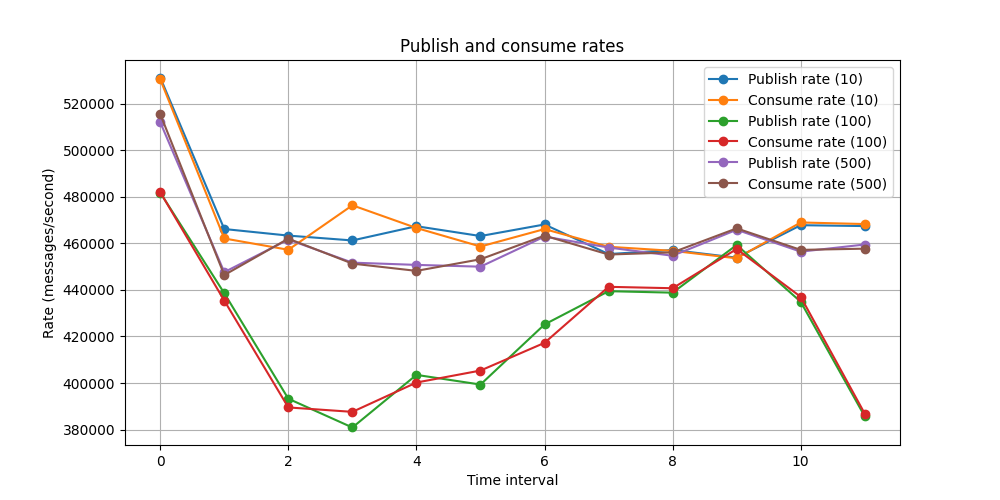 Publish and consume rates
Rate (messages/second)
520000
500000
480000
460000
440000
420000
400000
380000
Publish rate (10)
Consume rate (10)
Publish rate (100)
Consume rate (100)
Publish rate (500)
Consume rate (500)
0 2 4 6 8 10
Time interval